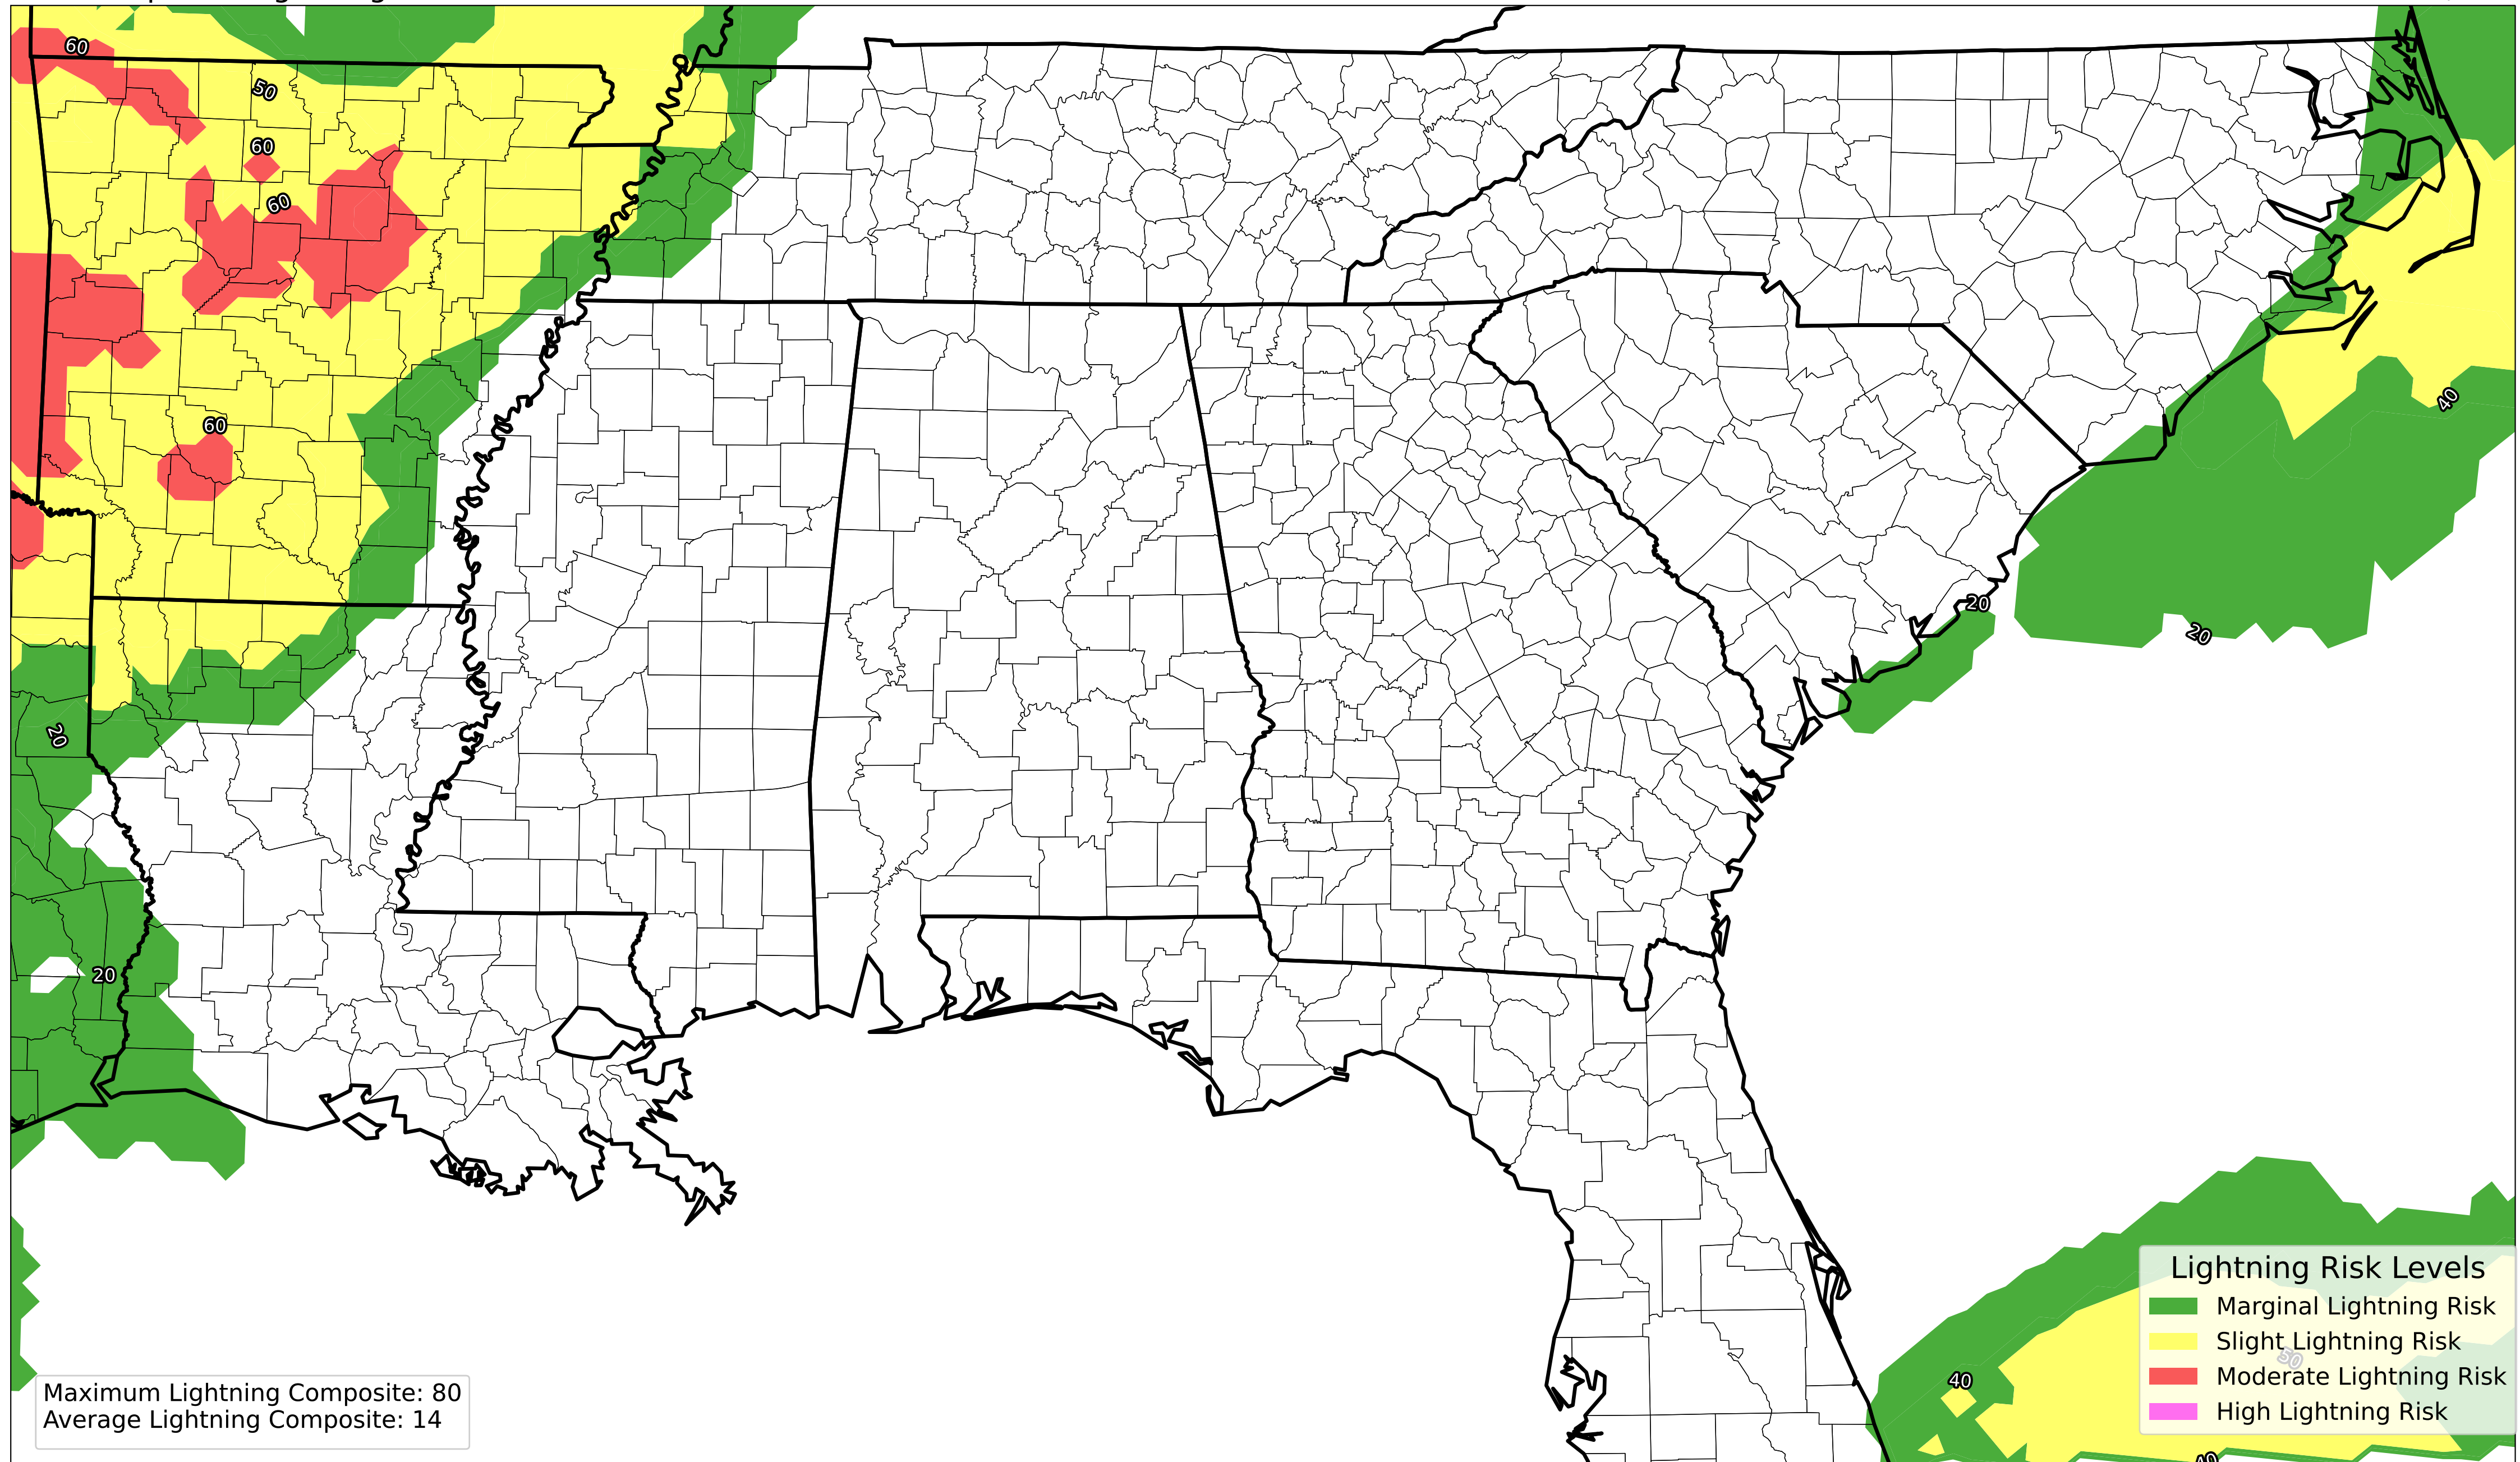 60
50
60
60
60
40
20
20
20
20
Lightning Risk Levels
Marginal Lightning Risk
Slight Lightning Risk
50
Moderate Lightning Risk
40
High Lightning Risk
Maximum Lightning Composite: 80
Average Lightning Composite: 14